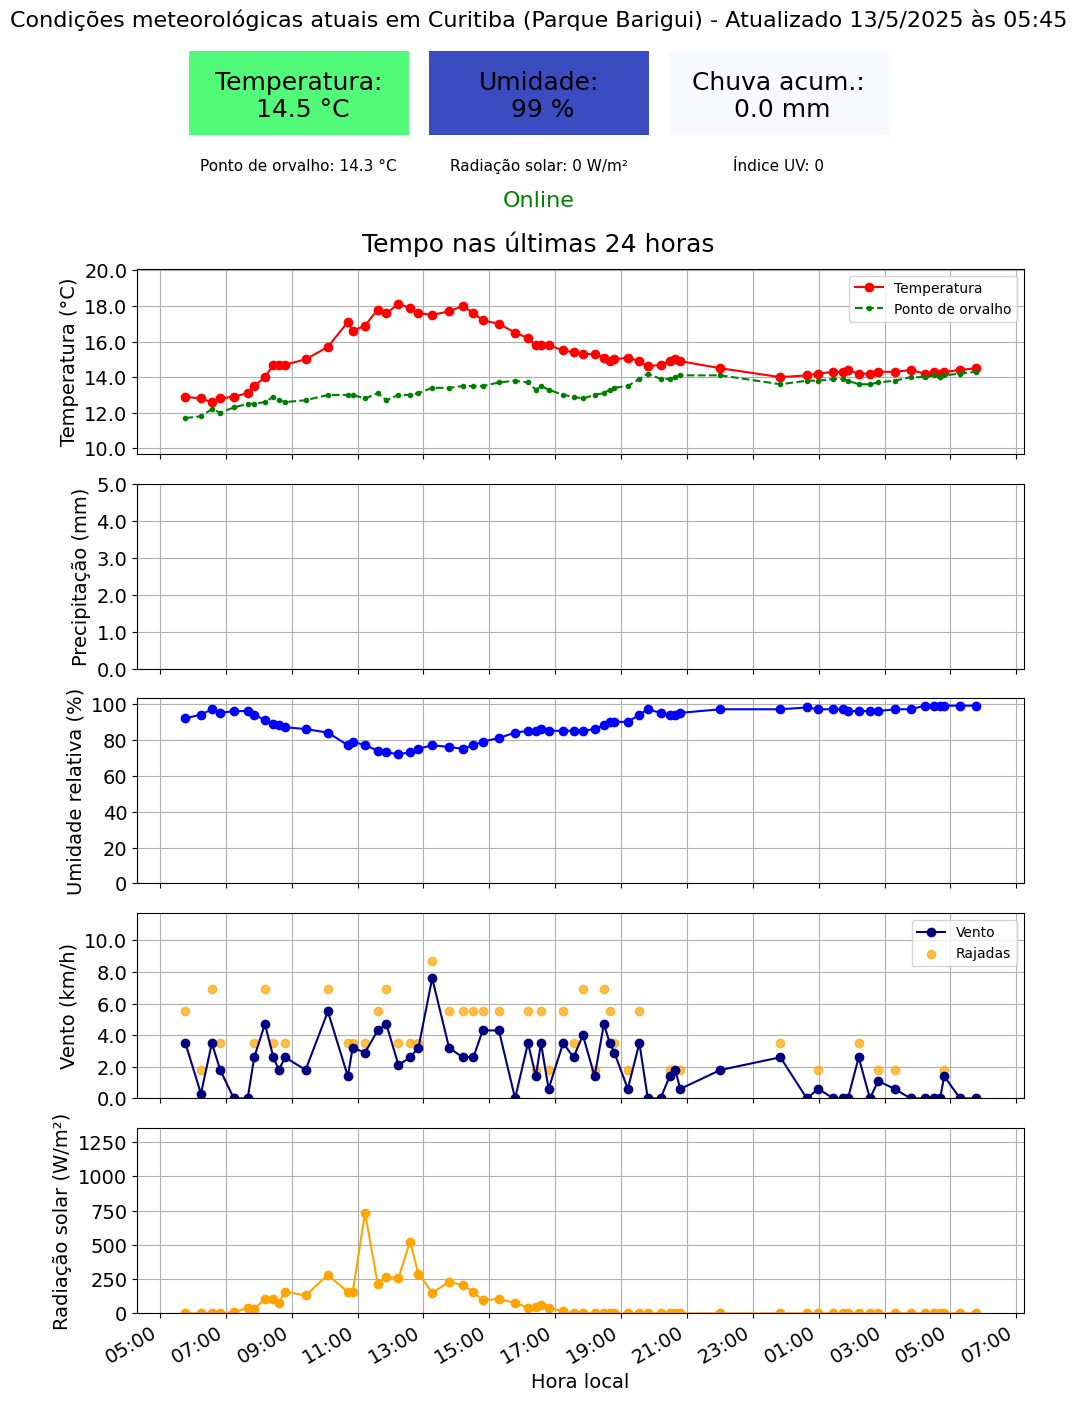 Condições meteorológicas atuais em Curitiba (Parque Barigui) - Atualizado 13/5/2025 às 05:45
Temperatura:
14.5 °C
Umidade:
99 %
Chuva acum.:
0.0 mm
Ponto de orvalho: 14.3 °C
Radiação solar: 0 W/m²
Índice UV: 0
Online
Tempo nas últimas 24 horas
Temperatura (°C)
20.0
18.0
16.0
14.0
12.0
10.0
Temperatura
Ponto de orvalho
Precipitação (mm)
5.0
4.0
3.0
2.0
1.0
0.0
Umidade relativa (%)
100
80
60
40
20
0
Vento (km/h)
10.0
8.0
6.0
4.0
2.0
0.0
Vento
Rajadas
Radiação solar (W/m²)
1250
1000
750
500
250
0
05:00
07:00
09:00
11:00
13:00
15:00
17:00
19:00
21:00
23:00
01:00
03:00
05:00
07:00
Hora local